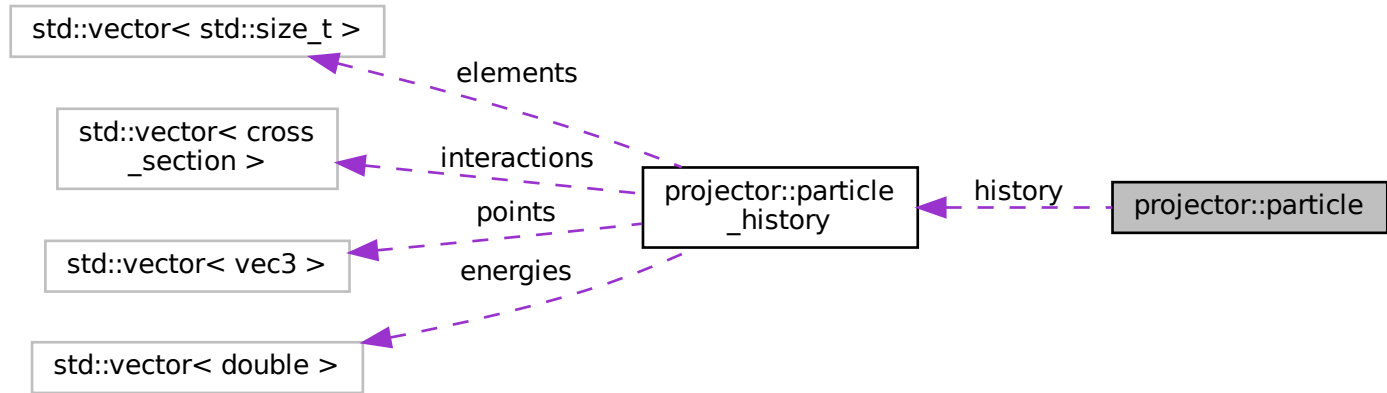 std::vector< std::size_t >
elements
std::vector< cross
_section >
interactions
points
std::vector< vec3 >
energies
std::vector< double >
projector::particle
_history
history
projector::particle